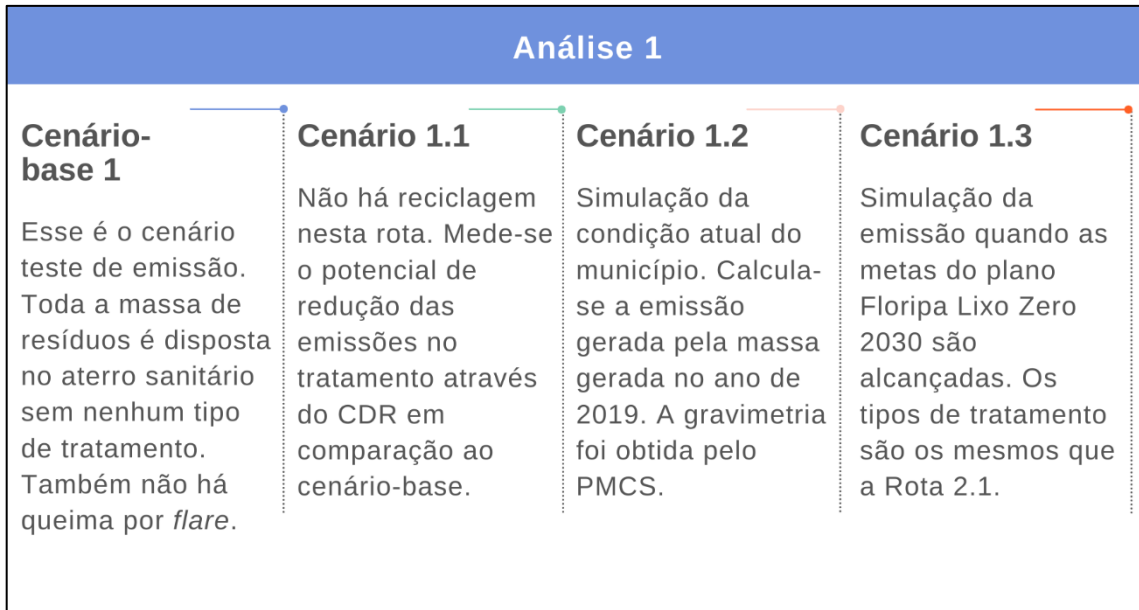 Análise 1
Cenário-
base 1
Esse é o cenário
teste de emissão.
Toda a massa de
resíduos é disposta
no aterro sanitário
sem nenhum tipo
de tratamento.
Também não há
queima por flare.
Cenário 1.1
Não há reciclagem
nesta rota. Mede-se
o potencial de
redução das
emissões no
tratamento através
do CDR em
comparação ao
cenário-base.
Cenário 1.2
Simulação da
condição atual do
município. Calcula-
se a emissão
gerada pela massa
gerada no ano de
2019. A gravimetria
foi obtida pelo
PMCS.
Cenário 1.3
Simulação da
emissão quando as
metas do plano
Floripa Lixo Zero
2030 são
alcançadas. Os
tipos de tratamento
são os mesmos que
a Rota 2.1.